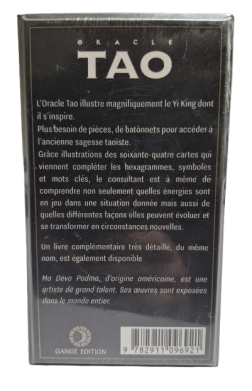 ORACLE
TAO
L'Oracle Tao illustre magnifiquement le Yi King dont
il s'inspire.
Plus besoin de pièces, de batônnets pour accéder à
l'ancienne sagesse taoiste.
Grâce illustrations des soixante-quatre cartes qui
viennent compléter les hexagrammes, symboles
et mots clés, le consultant est à même de
comprendre non seulement quelles énergies sont
en jeu dans une situation donnée mais aussi de
quelles différentes façons elles peuvent évoluer et
se transformer en circonstances nouvelles.
Un livre complémentaire très détaillé, du même
nom, est également disponible
Ma Deva Padma, d'origine américaine, est une
artiste de grand talent. Ses œuvres sont exposées
dans le monde entier.
GANGE EDITION
9 782911 096921